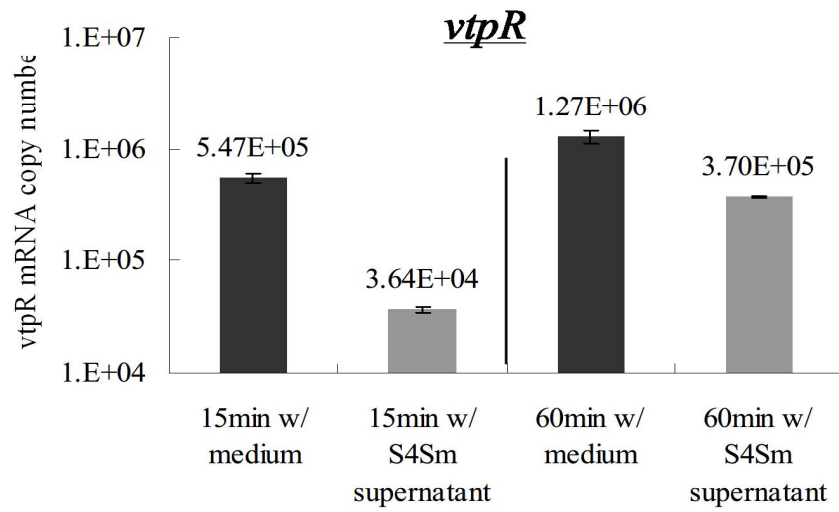 vtpR
vtpR mRNA copy numbe
1.E+07
1.E+06
1.E+05
1.E+04
5.47E+05
3.64E+04
1.27E+06
3.70E+05
15min w/
medium
15min w/
S4Sm
supernatant
60min w/
medium
60min w/
S4Sm
supernatant